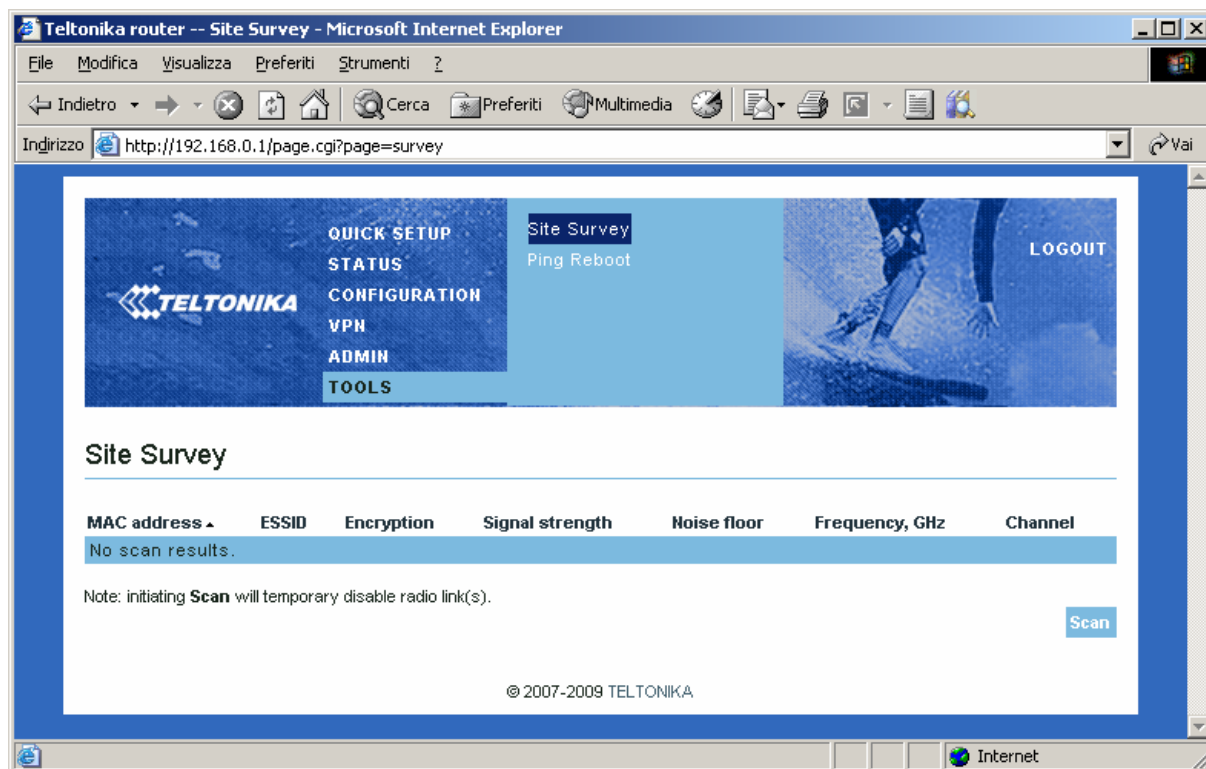 Teltonika router -- Site Survey - Microsoft Internet Explorer
File Modifica Visualizza Preferiti Strumenti ?
Indietro Cerca Preferiti Multimedia
Indirizzo http://192.168.0.1/page.cgi?page=survey Vai
TELTONIKA
QUICK SETUP
STATUS
CONFIGURATION
VPN
ADMIN
TOOLS
Site Survey
Ping Reboot
LOGOUT
Site Survey
MAC address ESSID Encryption Signal strength Noise floor Frequency, GHz Channel
No scan results.
Note: initiating Scan will temporary disable radio link(s).
Scan
© 2007-2009 TELTONIKA
Internet